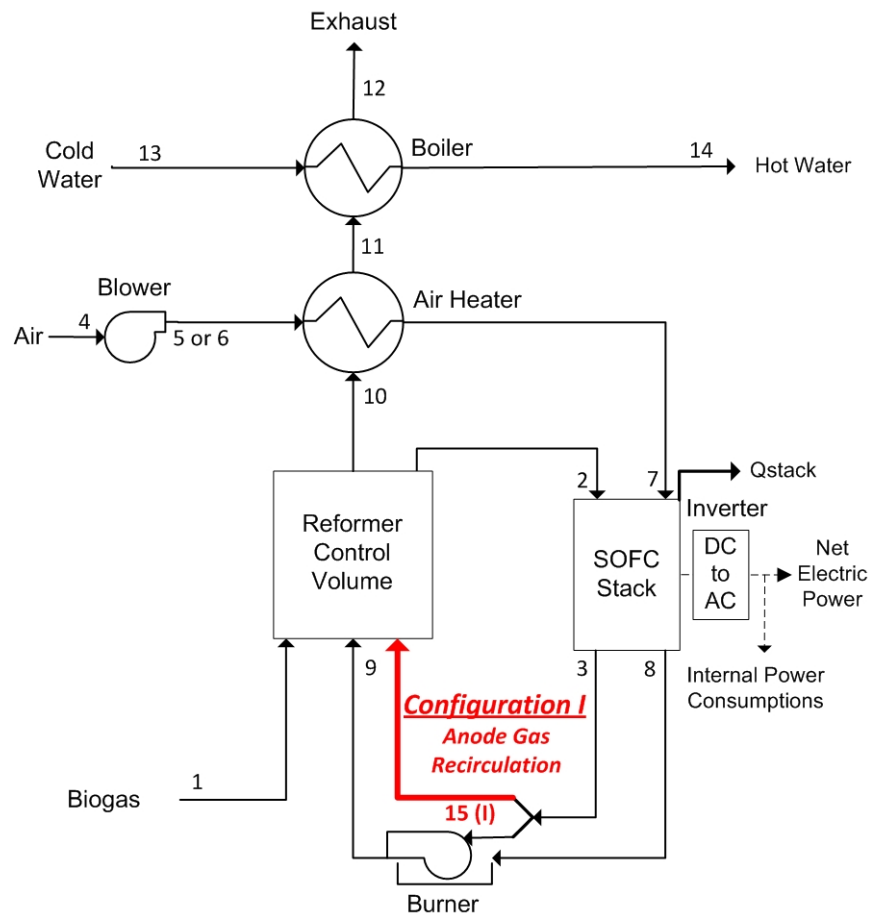 Exhaust
12
Cold
Water
13
Boiler
14
Hot Water
11
Blower
Air Heater
Air
4
5 or 6
10
2
7
Qstack
Reformer
Control
Volume
SOFC
Stack
Inverter
DC
to
AC
Net
Electric
Power
9
3
8
Internal Power
Consumptions
Configuration I
Anode Gas
Recirculation
Biogas
1
15 (I)
Burner